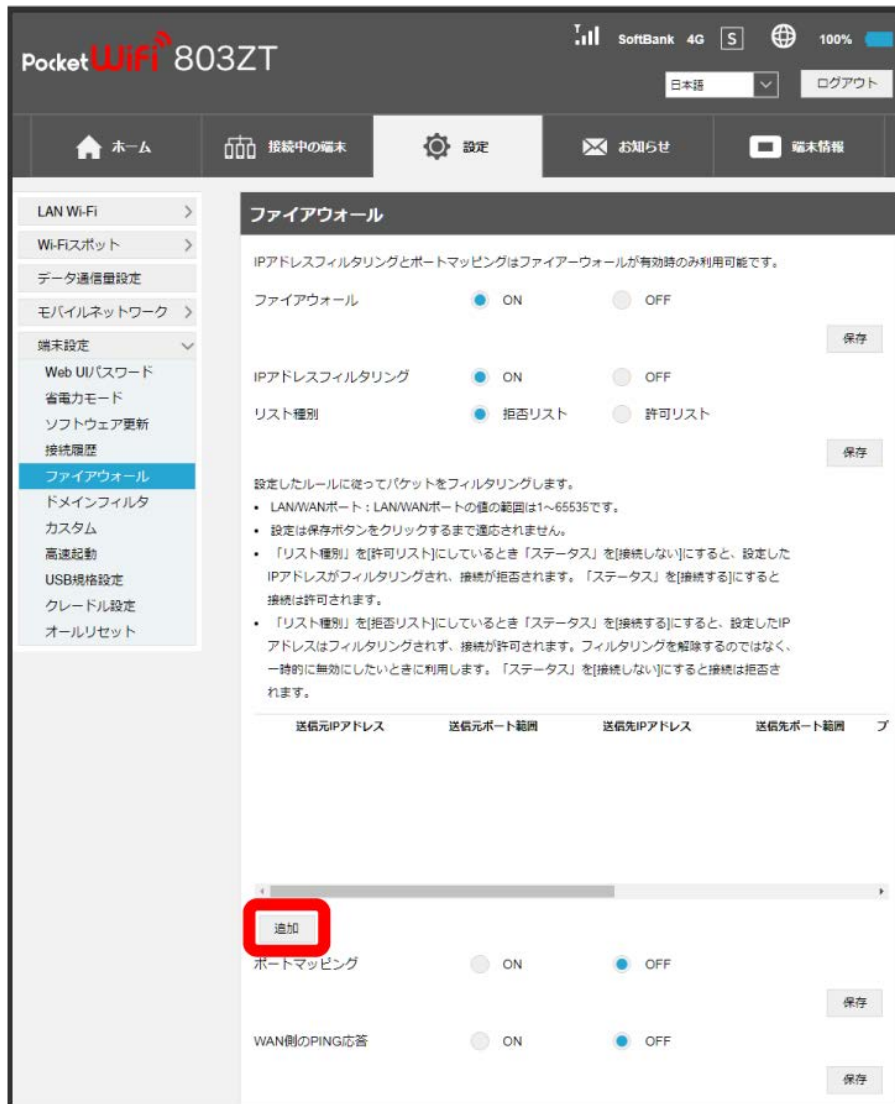 Pocket WiFi 803ZT
SoftBank 4G S 100%
日本語 ログアウト
ホーム 接続中の端末 設定 お知らせ 端末情報
LAN Wi-Fi
Wi-Fiスポット
データ通信量設定
モバイルネットワーク
端末設定
Web UIパスワード
省電力モード
ソフトウェア更新
接続履歴
ファイアウォール
ドメインフィルタ
カスタム
高速起動
USB規格設定
クレードル設定
オールリセット
ファイアウォール
IPアドレスフィルタリングとポートマッピングはファイアーウォールが有効時のみ利用可能です。
ファイアウォール ON OFF
保存
IPアドレスフィルタリング ON OFF
リスト種別 拒否リスト 許可リスト
保存
設定したルールに従ってパケットをフィルタリングします。
• LAN/WANポート：LAN/WANポートの値の範囲は1～65535です。
• 設定は保存ボタンをクリックするまで適応されません。
• 「リスト種別」を[許可リスト]にしているとき「ステータス」を[接続しない]にすると、設定した
IPアドレスがフィルタリングされ、接続が拒否されます。「ステータス」を[接続する]にすると
接続は許可されます。
• 「リスト種別」を[拒否リスト]にしているとき「ステータス」を[接続する]にすると、設定したIP
アドレスはフィルタリングされず、接続が許可されます。フィルタリングを解除するのではなく、
一時的に無効にしたいときに利用します。「ステータス」を[接続しない]にすると接続は拒否さ
れます。
送信元IPアドレス 送信元ポート範囲 送信先IPアドレス 送信先ポート範囲 プ
追加
ポートマッピング ON OFF
保存
WAN側のPING応答 ON OFF
保存